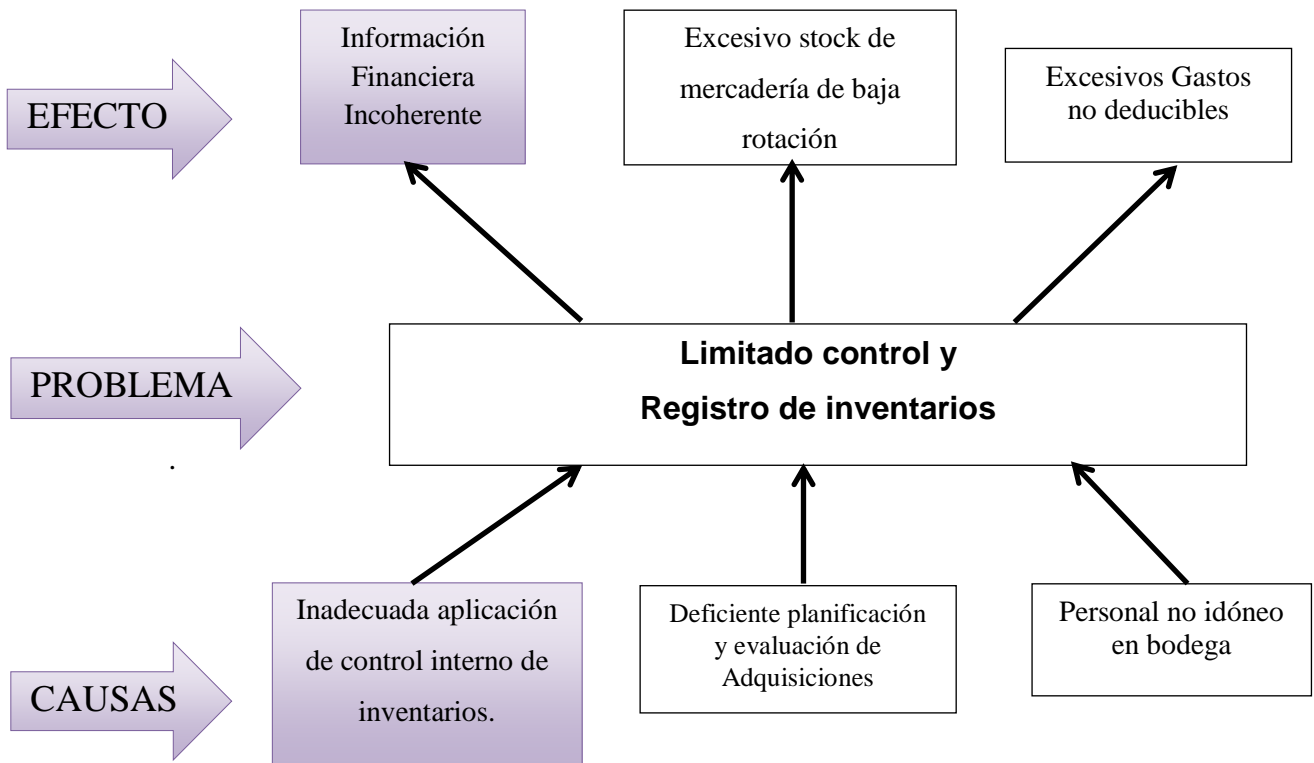 EFECTO
Información
Financiera
Incoherente
Excesivo stock de
mercadería de baja
rotación
Excesivos Gastos
no deducibles
PROBLEMA
Limitado control y
Registro de inventarios
.
CAUSAS
Inadecuada aplicación
de control interno de
inventarios.
Deficiente planificación
y evaluación de
Adquisiciones
Personal no idóneo
en bodega